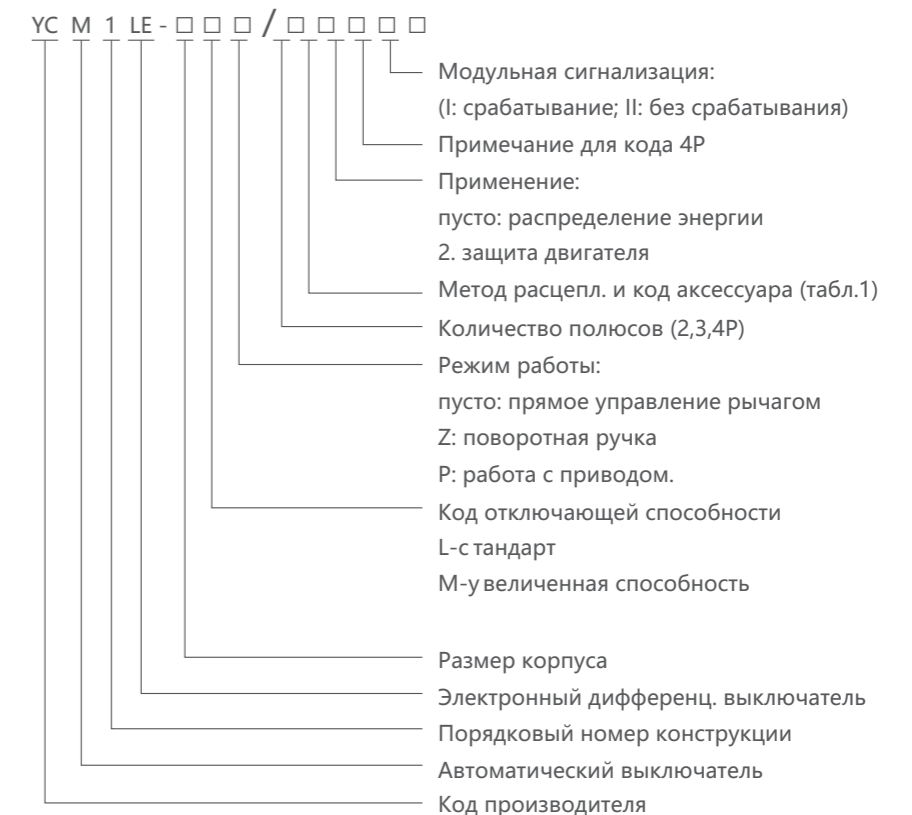 YC M 1 LE - □ □ □ / □ □ □ □ □
Модульная сигнализация:
(I: срабатывание; II: без срабатывания)
Примечание для кода 4P
Применение:
пусто: распределение энергии
2. защита двигателя
Метод расцепл. и код аксессуара (табл.1)
Количество полюсов (2,3,4P)
Режим работы:
пусто: прямое управление рычагом
Z: поворотная ручка
P: работа с приводом.
Код отключающей способности
L-с тандарт
M-у величенная способность
Размер корпуса
Электронный дифференц. выключатель
Порядковый номер конструкции
Автоматический выключатель
Код производителя